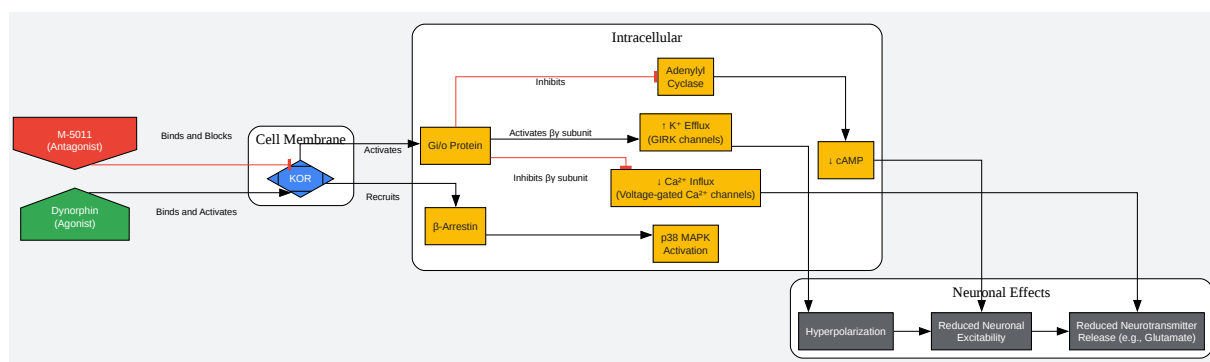 Intracellular
Adenylyl
Cyclase
Inhibits
M-5011
(Antagonist)
Binds and Blocks
Cell Membrane
Activates
Gi/o Protein
Activates βγ subunit
↑ K⁺ Efflux
(GIRK channels)
↓ cAMP
KOR
Inhibits βγ subunit
↓ Ca²⁺ Influx
(Voltage-gated Ca²⁺ channels)
Dynorphin
(Agonist)
Binds and Activates
Recruits
β-Arrestin
p38 MAPK
Activation
Neuronal Effects
Hyperpolarization
Reduced Neuronal
Excitability
Reduced Neurotransmitter
Release (e.g., Glutamate)